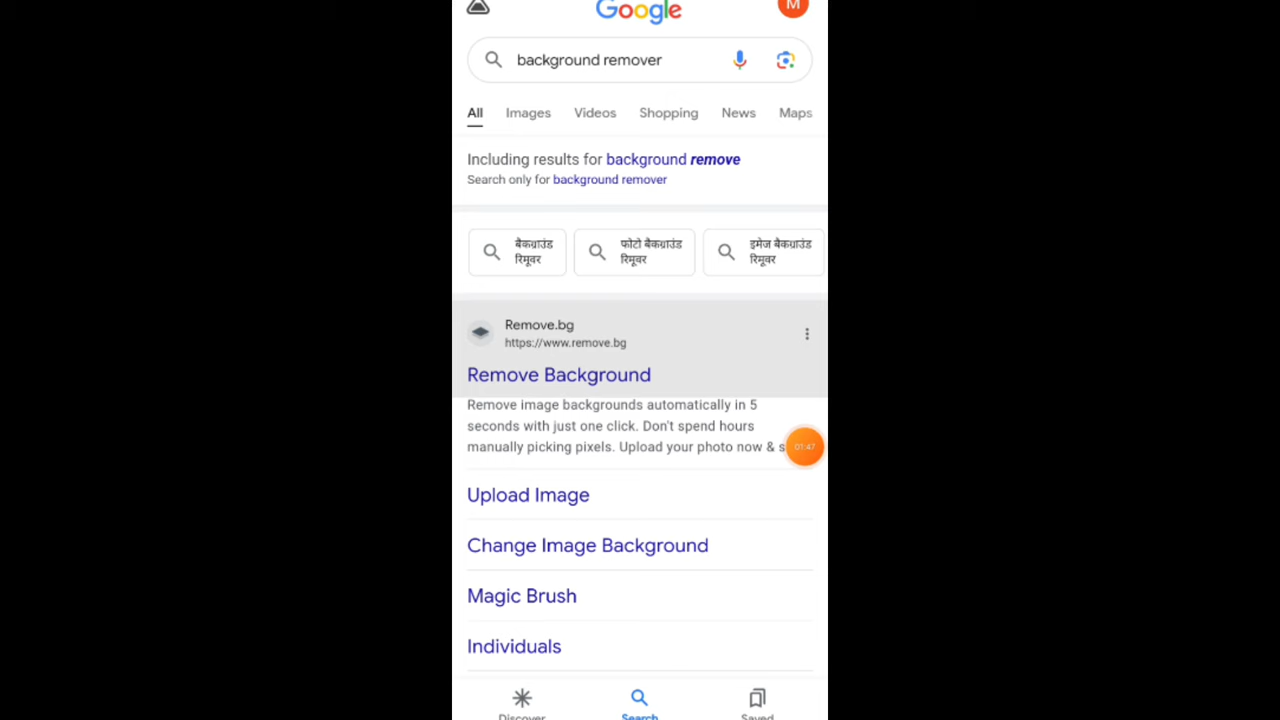 Google
M
background remover
All Images Videos Shopping News Maps
Including results for background remove
Search only for background remover
बैकग्राउंड रिमूवर
फोटो बैकग्राउंड रिमूवर
इमेज बैकग्राउंड रिमूवर
Remove.bg
https://www.remove.bg
Remove Background
Remove image backgrounds automatically in 5
seconds with just one click. Don't spend hours
manually picking pixels. Upload your photo now & s
01:47
Upload Image
Change Image Background
Magic Brush
Individuals
Discover Search Saved